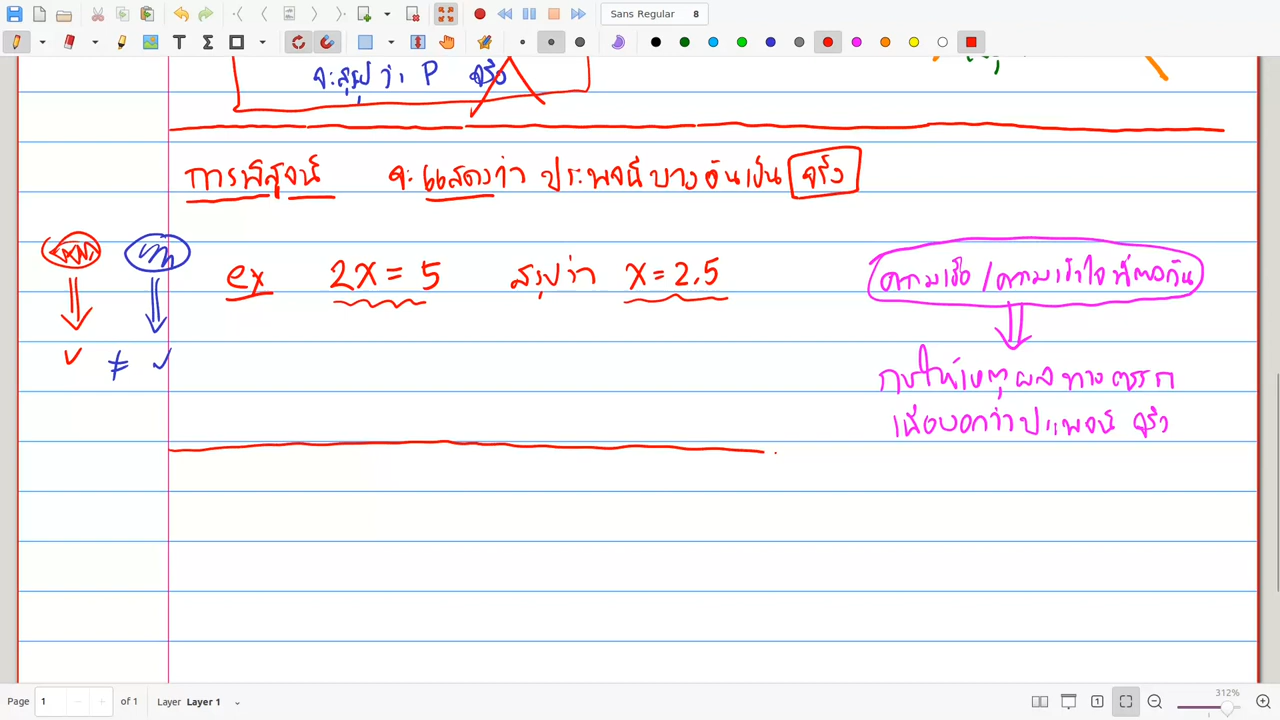 Sans Regular 8
จะสรุปว่า P จริง
การพิสูจน์ จะแสดงว่า ประพจน์บางอันเป็น จริง
ex 2x = 5 สรุปว่า x = 2.5
ความเชื่อ / ความเข้าใจที่ตรงกัน
≠
การให้เหตุผลทางตรรก
เพื่อบอกว่าประพจน์ จริง
Page 1 of 1 Layer Layer 1 1 312%